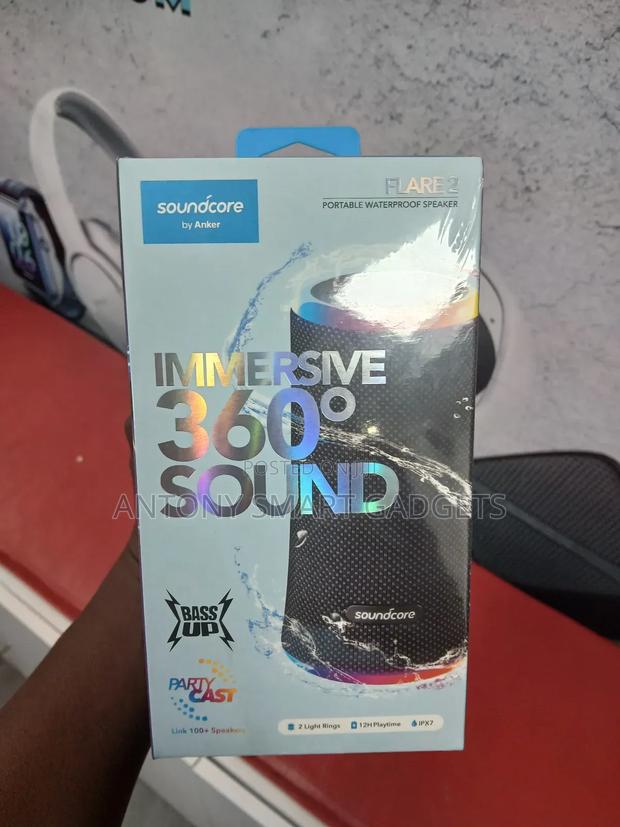 soundcore
by Anker
FLARE 2
PORTABLE WATERPROOF SPEAKER
IMMERSIVE
360°
SOUND
POSTED ON JIJI
ANTONY SMART GADGETS
soundcore
BASS
UP
PARTY
CAST
Link 100+ Speakers
2 Light Rings
12H Playtime
IPX7